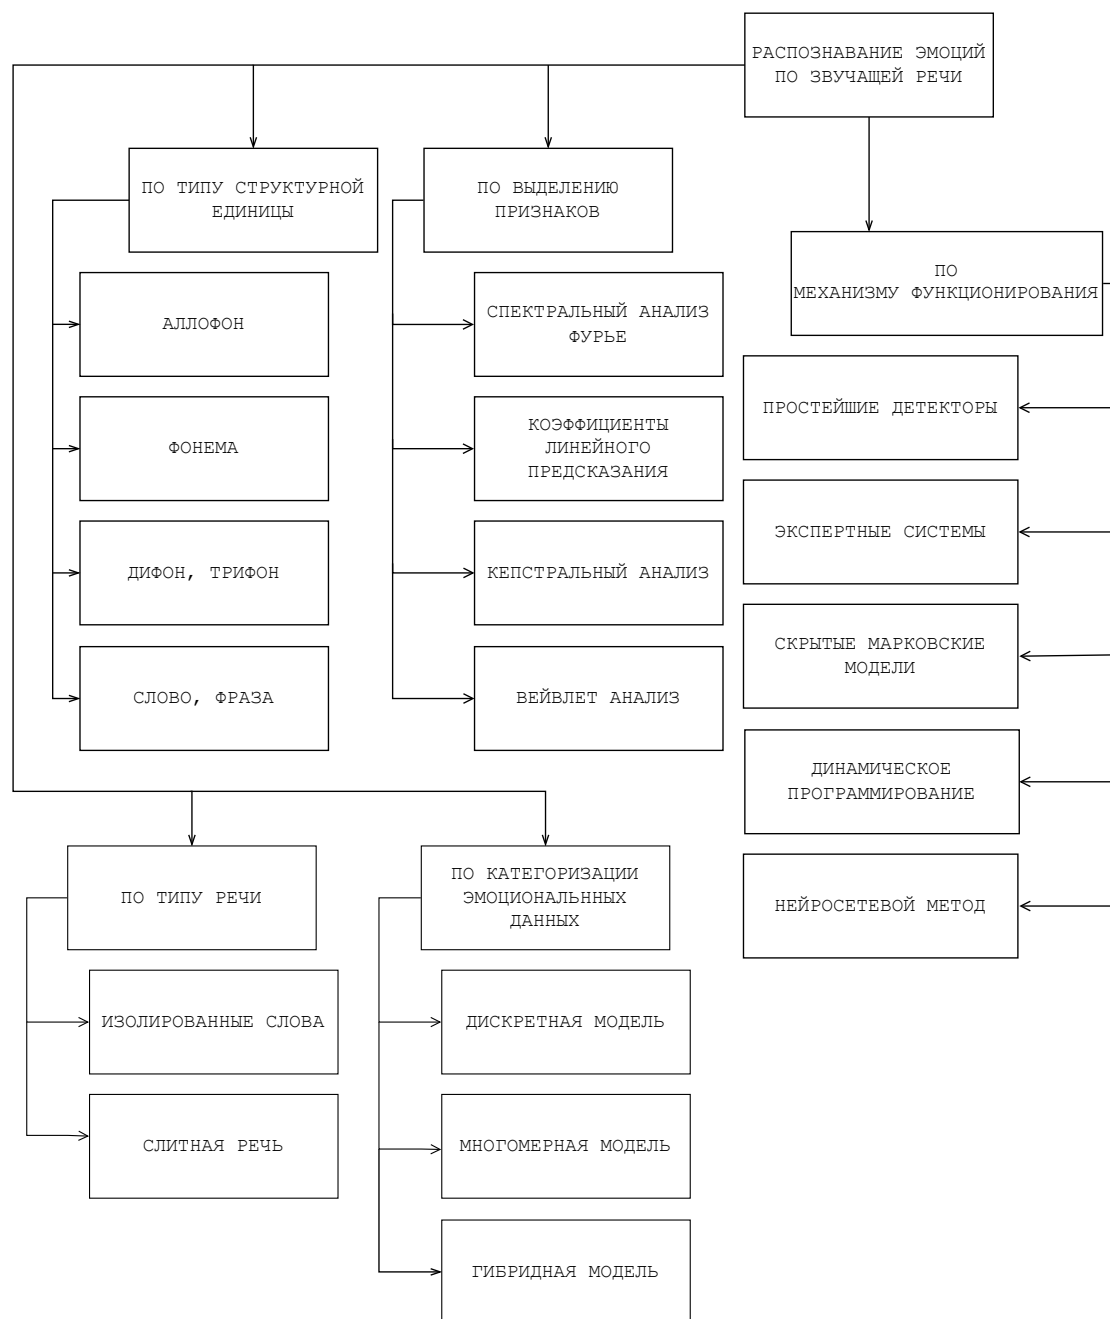 РАСПОЗНАВАНИЕ ЭМОЦИЙ
ПО ЗВУЧАЩЕЙ РЕЧИ
ПО ТИПУ СТРУКТУРНОЙ
ЕДИНИЦЫ
АЛЛОФОН
ФОНЕМА
ДИФОН, ТРИФОН
СЛОВО, ФРАЗА
ПО ВЫДЕЛЕНИЮ
ПРИЗНАКОВ
СПЕКТРАЛЬНЫЙ АНАЛИЗ
ФУРЬЕ
КОЭФФИЦИЕНТЫ
ЛИНЕЙНОГО
ПРЕДСКАЗАНИЯ
КЕПСТРАЛЬНЫЙ АНАЛИЗ
ВЕЙВЛЕТ АНАЛИЗ
ПО
МЕХАНИЗМУ ФУНКЦИОНИРОВАНИЯ
ПРОСТЕЙШИЕ ДЕТЕКТОРЫ
ЭКСПЕРТНЫЕ СИСТЕМЫ
СКРЫТЫЕ МАРКОВСКИЕ
МОДЕЛИ
ДИНАМИЧЕСКОЕ
ПРОГРАММИРОВАНИЕ
НЕЙРОСЕТЕВОЙ МЕТОД
ПО ТИПУ РЕЧИ
ИЗОЛИРОВАННЫЕ СЛОВА
СЛИТНАЯ РЕЧЬ
ПО КАТЕГОРИЗАЦИИ
ЭМОЦИОНАЛЬННЫХ
ДАННЫХ
ДИСКРЕТНАЯ МОДЕЛЬ
МНОГОМЕРНАЯ МОДЕЛЬ
ГИБРИДНАЯ МОДЕЛЬ